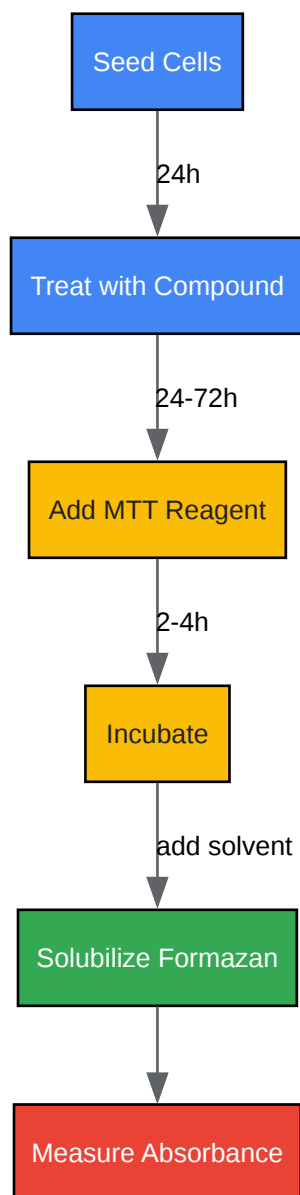 Seed Cells
24h
Treat with Compound
24-72h
Add MTT Reagent
2-4h
Incubate
add solvent
Solubilize Formazan
Measure Absorbance